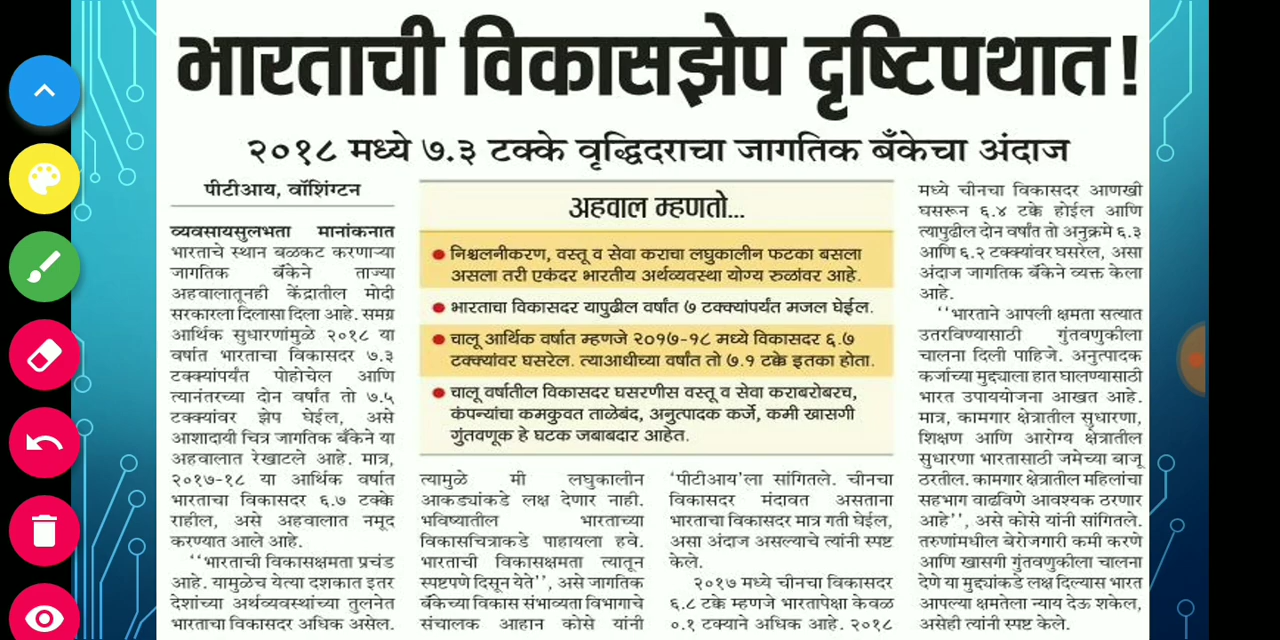 भारताची विकासझेप दृष्टिपथात!
२०१८ मध्ये ७.३ टक्के वृद्धिदराचा जागतिक बँकेचा अंदाज
पीटीआय, वॉशिंग्टन
व्यवसायसुलभता मानांकनात
भारताचे स्थान बळकट करणाऱ्या
जागतिक बँकेने ताज्या
अहवालातूनही केंद्रातील मोदी
सरकारला दिलासा दिला आहे. समग्र
आर्थिक सुधारणांमुळे २०१८ या
वर्षात भारताचा विकासदर ७.३
टक्क्यांपर्यंत पोहोचेल आणि
त्यानंतरच्या दोन वर्षांत तो ७.५
टक्क्यांवर झेप घेईल, असे
आशादायी चित्र जागतिक बँकेने या
अहवालात रेखाटले आहे. मात्र,
२०१७-१८ या आर्थिक वर्षात
भारताचा विकासदर ६.७ टक्के
राहील, असे अहवालात नमूद
करण्यात आले आहे.
‘‘भारताची विकासक्षमता प्रचंड
आहे. यामुळेच येत्या दशकात इतर
देशांच्या अर्थव्यवस्थांच्या तुलनेत
भारताचा विकासदर अधिक असेल.
अहवाल म्हणतो...
निश्चलनीकरण, वस्तू व सेवा कराचा लघुकालीन फटका बसला
असला तरी एकंदर भारतीय अर्थव्यवस्था योग्य रुळांवर आहे.
भारताचा विकासदर यापुढील वर्षांत ७ टक्क्यांपर्यंत मजल घेईल.
चालू आर्थिक वर्षात म्हणजे २०१७-१८ मध्ये विकासदर ६.७
टक्क्यांवर घसरेल. त्याआधीच्या वर्षांत तो ७.१ टक्के इतका होता.
चालू वर्षातील विकासदर घसरणीस वस्तू व सेवा कराबरोबरच,
कंपन्यांचा कमकुवत ताळेबंद, अनुत्पादक कर्जे, कमी खासगी
गुंतवणूक हे घटक जबाबदार आहेत.
त्यामुळे मी लघुकालीन
आकड्यांकडे लक्ष देणार नाही.
भविष्यातील भारताच्या
विकासचित्राकडे पाहायला हवे.
भारताची विकासक्षमता त्यातून
स्पष्टपणे दिसून येते’’, असे जागतिक
बँकेच्या विकास संभाव्यता विभागाचे
संचालक आहान कोसे यांनी
‘पीटीआय’ला सांगितले. चीनचा
विकासदर मंदावत असताना
भारताचा विकासदर मात्र गती घेईल,
असा अंदाज असल्याचे त्यांनी स्पष्ट
केले.
२०१७ मध्ये चीनचा विकासदर
६.८ टक्के म्हणजे भारतापेक्षा केवळ
०.१ टक्याने अधिक आहे. २०१८
मध्ये चीनचा विकासदर आणखी
घसरून ६.४ टक्के होईल आणि
त्यापुढील दोन वर्षांत तो अनुक्रमे ६.३
आणि ६.२ टक्क्यांवर घसरेल, असा
अंदाज जागतिक बँकेने व्यक्त केला
आहे.
‘‘भारताने आपली क्षमता सत्यात
उतरविण्यासाठी गुंतवणुकीला
चालना दिली पाहिजे. अनुत्पादक
कर्जाच्या मुद्द्याला हात घालण्यासाठी
भारत उपाययोजना आखत आहे.
मात्र, कामगार क्षेत्रातील सुधारणा,
शिक्षण आणि आरोग्य क्षेत्रातील
सुधारणा भारतासाठी जमेच्या बाजू
ठरतील. कामगार क्षेत्रातील महिलांचा
सहभाग वाढविणे आवश्यक ठरणार
आहे’’, असे कोसे यांनी सांगितले.
तरुणांमधील बेरोजगारी कमी करणे
आणि खासगी गुंतवणुकीला चालना
देणे या मुद्द्यांकडे लक्ष दिल्यास भारत
आपल्या क्षमतेला न्याय देऊ शकेल,
असेही त्यांनी स्पष्ट केले.